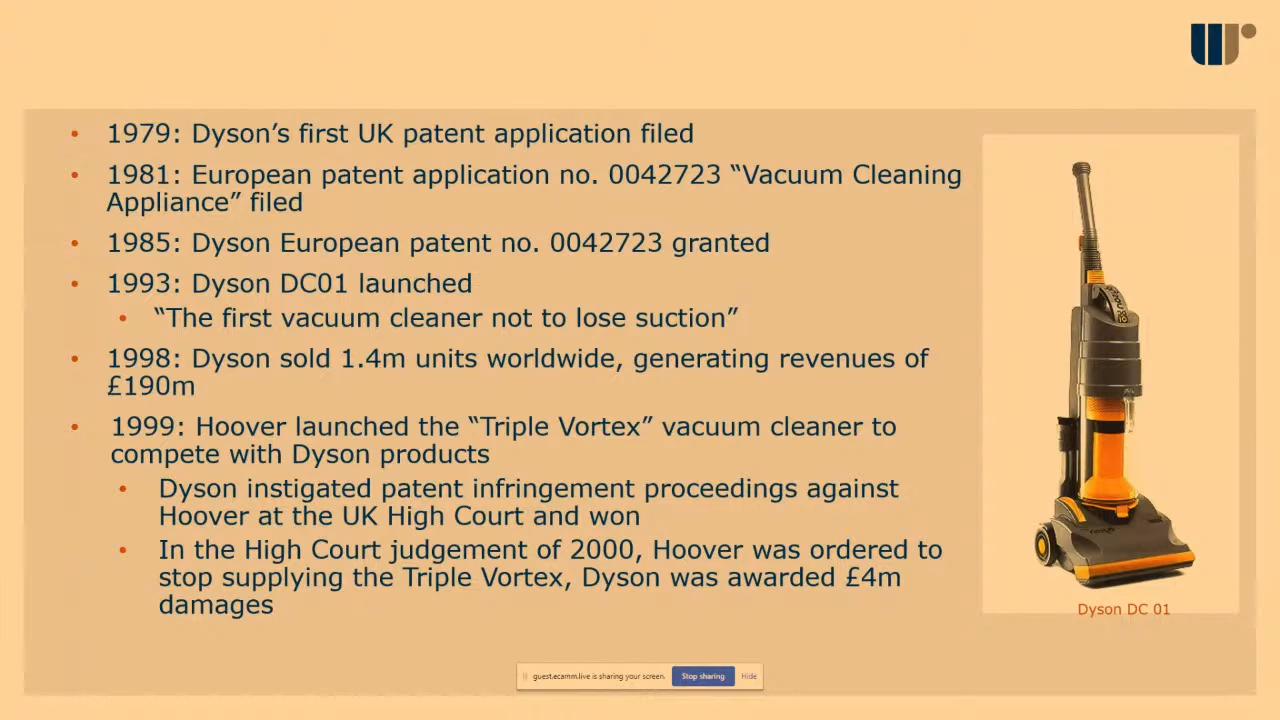 1979: Dyson’s first UK patent application filed
1981: European patent application no. 0042723 “Vacuum Cleaning
Appliance” filed
1985: Dyson European patent no. 0042723 granted
1993: Dyson DC01 launched
“The first vacuum cleaner not to lose suction”
1998: Dyson sold 1.4m units worldwide, generating revenues of
£190m
1999: Hoover launched the “Triple Vortex” vacuum cleaner to
compete with Dyson products
Dyson instigated patent infringement proceedings against
Hoover at the UK High Court and won
In the High Court judgement of 2000, Hoover was ordered to
stop supplying the Triple Vortex, Dyson was awarded £4m
damages
Dyson DC 01
guest.ecamm.live is sharing your screen.
Stop sharing
Hide